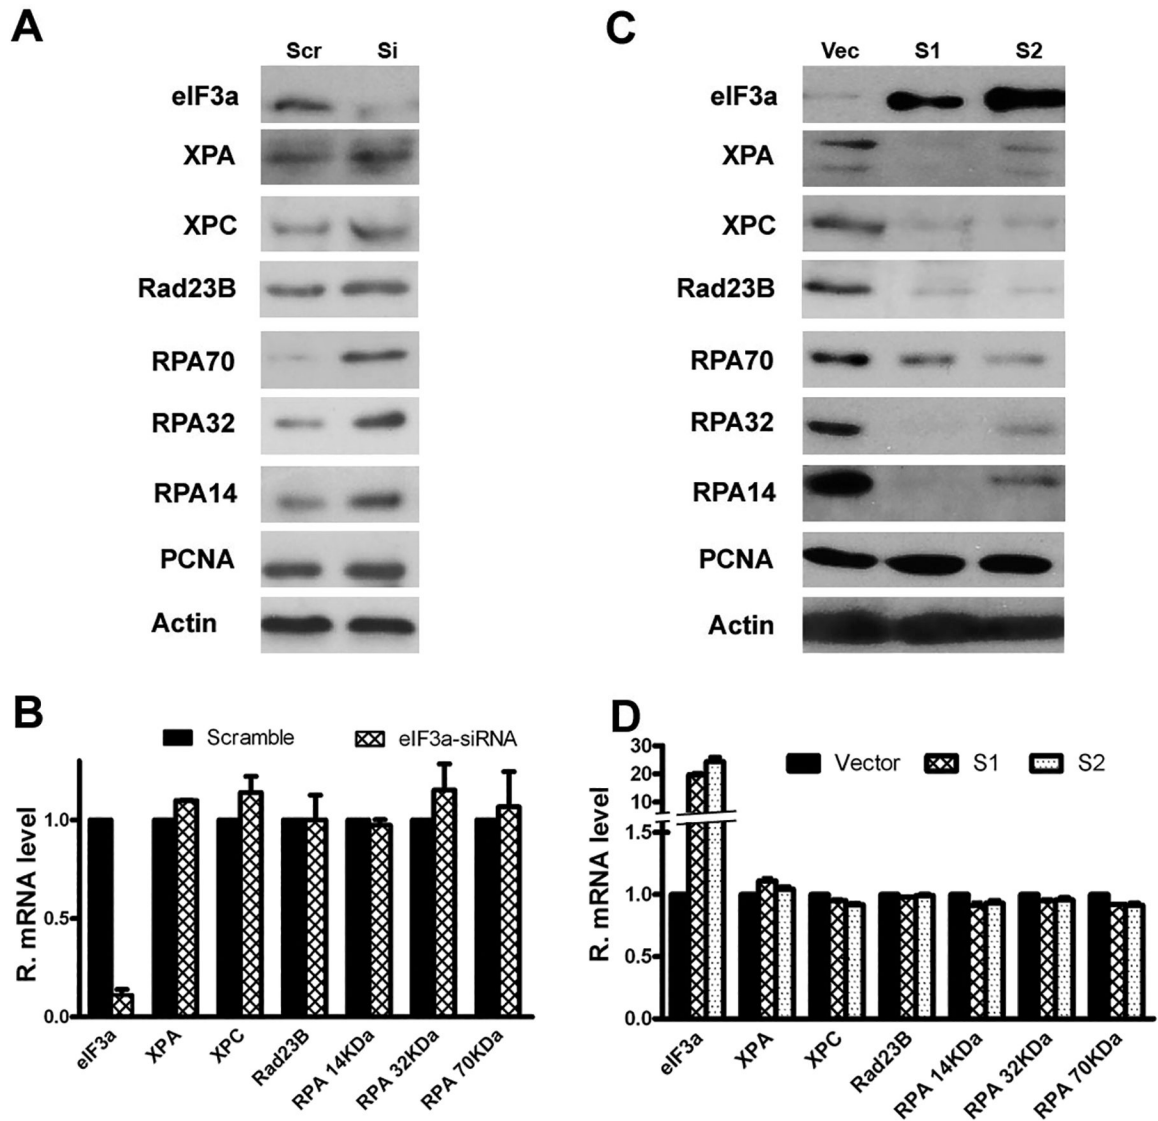 A
Scr Si
eIF3a
XPA
XPC
Rad23B
RPA70
RPA32
RPA14
PCNA
Actin
C
Vec S1 S2
eIF3a
XPA
XPC
Rad23B
RPA70
RPA32
RPA14
PCNA
Actin
B
Scramble eIF3a-siRNA
R. mRNA level
1.0
0.5
0.0
eIF3a XPA XPC Rad23B RPA 14KDa RPA 32KDa RPA 70KDa
D
Vector S1 S2
R. mRNA level
30
20
10
1.5
1.0
0.5
0.0
eIF3a XPA XPC Rad23B RPA 14KDa RPA 32KDa RPA 70KDa